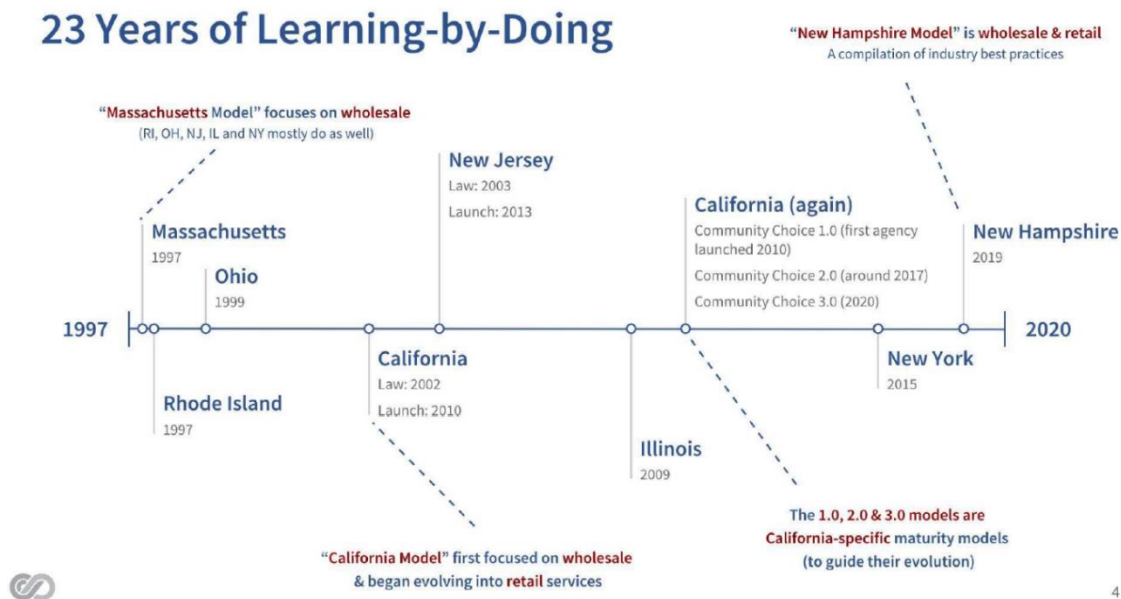 23 Years of Learning-by-Doing
"New Hampshire Model" is wholesale & retail
A compilation of industry best practices
"Massachusetts Model" focuses on wholesale
(RI, OH, NJ, IL and NY mostly do as well)
New Jersey
Law: 2003
Launch: 2013
California (again)
Community Choice 1.0 (first agency
launched 2010)
Community Choice 2.0 (around 2017)
Community Choice 3.0 (2020)
Massachusetts
1997
New Hampshire
2019
Ohio
1999
1997
2020
California
Law: 2002
Launch: 2010
New York
2015
Rhode Island
1997
Illinois
2009
The 1.0, 2.0 & 3.0 models are
California-specific maturity models
(to guide their evolution)
"California Model" first focused on wholesale
& began evolving into retail services
4